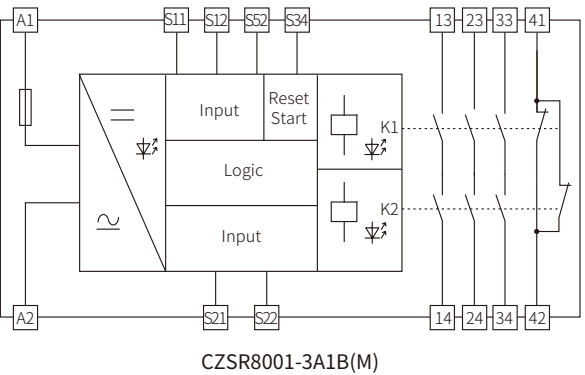 A1 S11 S12 S52 S34 13 23 33 41
Input
Reset
Start
K1
Logic
K2
Input
A2 S21 S22 14 24 34 42
CZSR8001-3A1B(M)